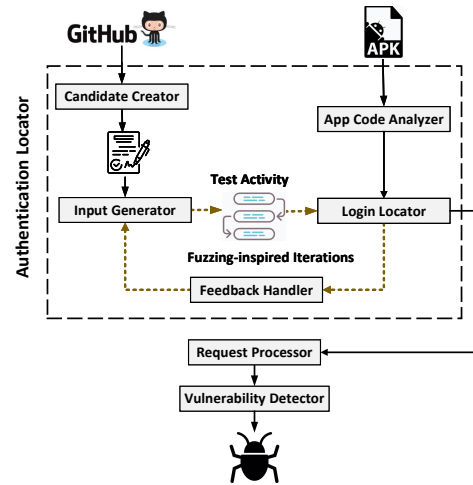 GitHub
APK
Authentication Locator
Candidate Creator
App Code Analyzer
Test Activity
Input Generator
Login Locator
Fuzzing-inspired Iterations
Feedback Handler
Request Processor
Vulnerability Detector